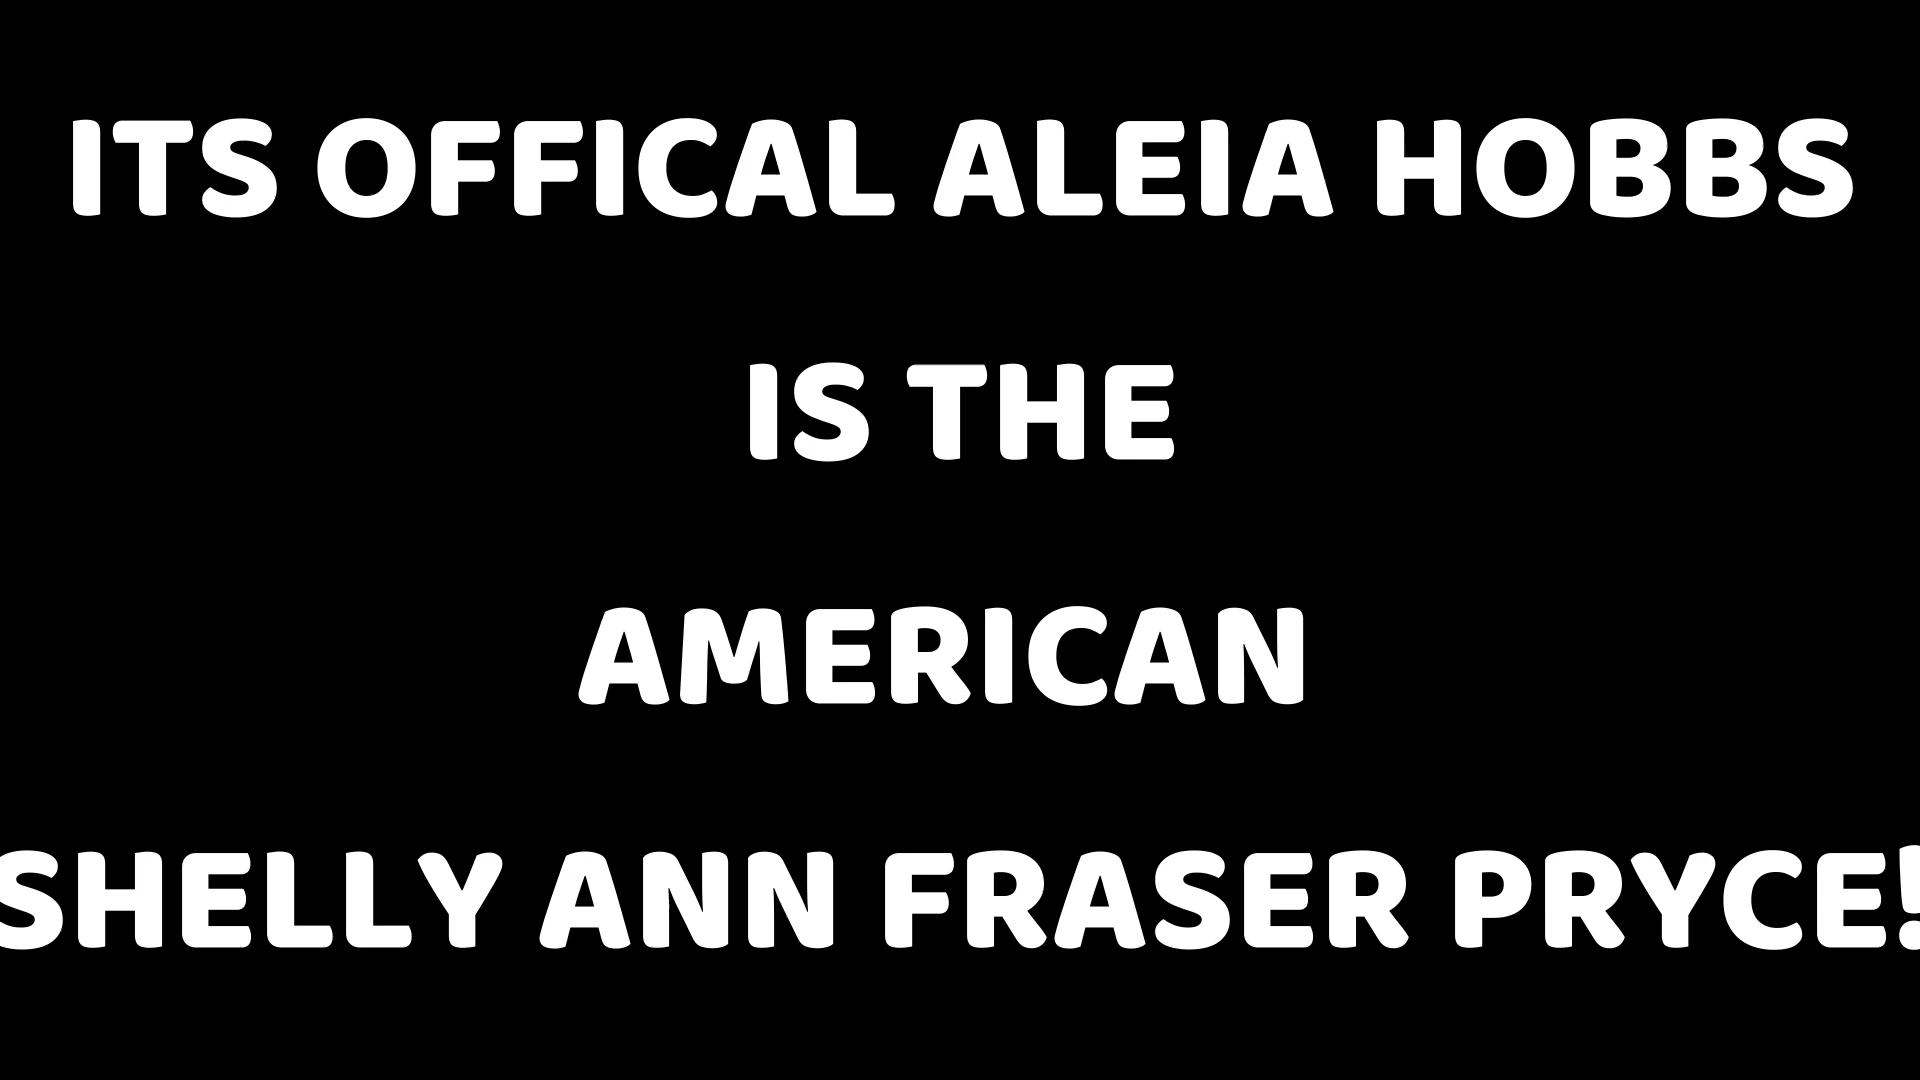 ITS OFFICAL ALEIA HOBBS
IS THE
AMERICAN
SHELLY ANN FRASER PRYCE!